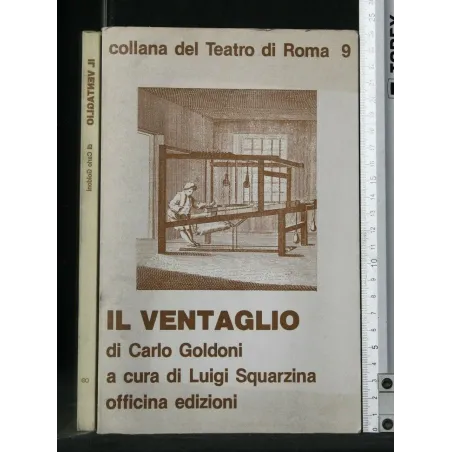 collana del Teatro di Roma 9
IL VENTAGLIO
di Carlo Goldoni
a cura di Luigi Squarzina
officina edizioni
IL VENTAGLIO
di Carlo Goldoni